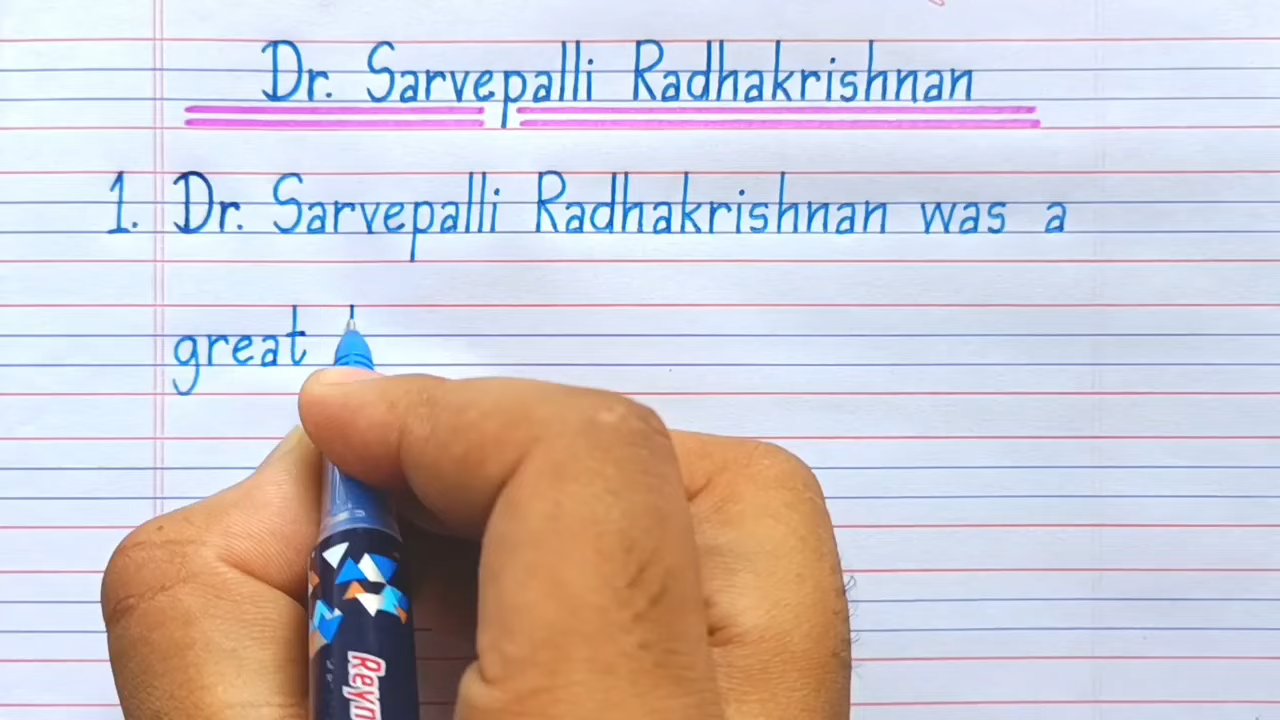 Dr. Sarvepalli Radhakrishnan
1. Dr. Sarvepalli Radhakrishnan was a
great